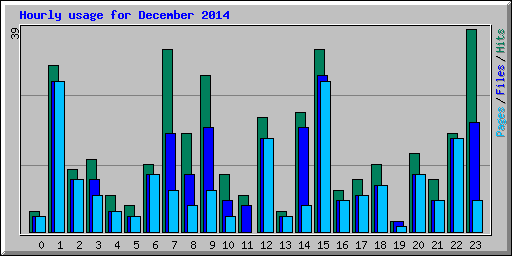 Hourly usage for December 2014
39
Pages / Files / Hits
0 1 2 3 4 5 6 7 8 9 10 11 12 13 14 15 16 17 18 19 20 21 22 23